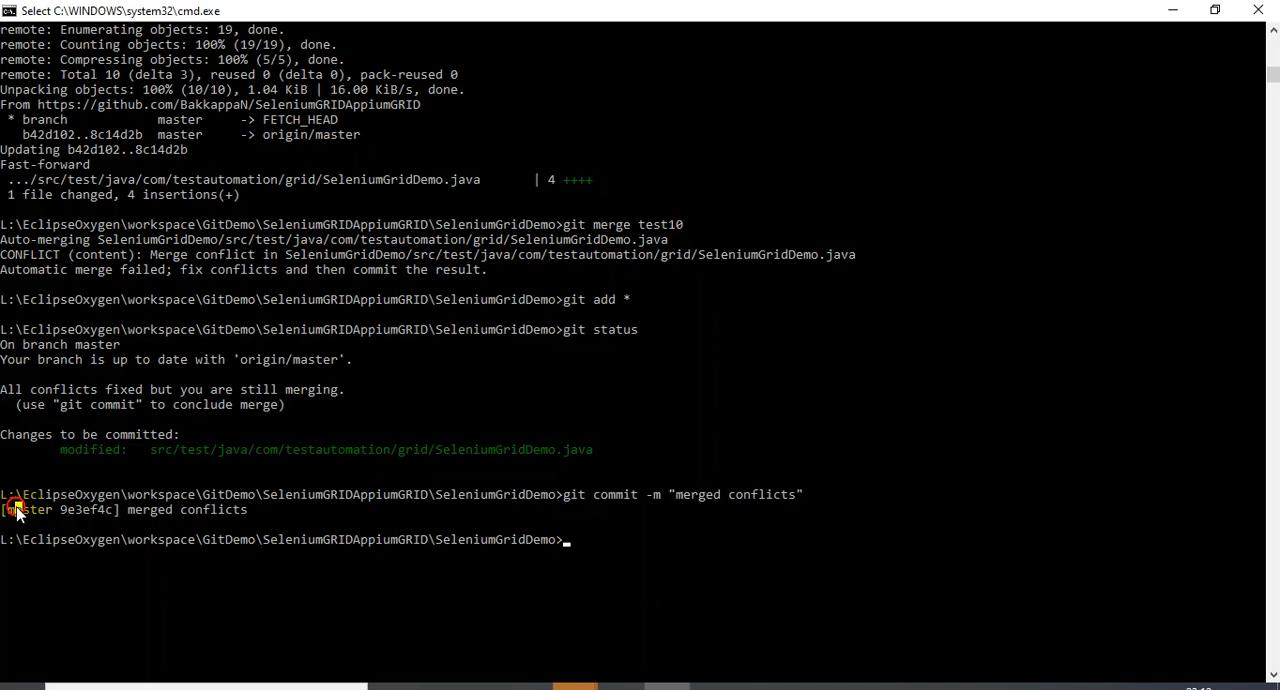 Select C:\WINDOWS\system32\cmd.exe
remote: Enumerating objects: 19, done.
remote: Counting objects: 100% (19/19), done.
remote: Compressing objects: 100% (5/5), done.
remote: Total 10 (delta 3), reused 0 (delta 0), pack-reused 0
Unpacking objects: 100% (10/10), 1.04 KiB | 16.00 KiB/s, done.
From https://github.com/BakkappaN/SeleniumGRIDAppiumGRID
 * branch            master     -> FETCH_HEAD
   b42d102..8c14d2b  master     -> origin/master
Updating b42d102..8c14d2b
Fast-forward
 .../src/test/java/com/testautomation/grid/SeleniumGridDemo.java       | 4 ++++
 1 file changed, 4 insertions(+)
L:\EclipseOxygen\workspace\GitDemo\SeleniumGRIDAppiumGRID\SeleniumGridDemo>git merge test10
Auto-merging SeleniumGridDemo/src/test/java/com/testautomation/grid/SeleniumGridDemo.java
CONFLICT (content): Merge conflict in SeleniumGridDemo/src/test/java/com/testautomation/grid/SeleniumGridDemo.java
Automatic merge failed; fix conflicts and then commit the result.
L:\EclipseOxygen\workspace\GitDemo\SeleniumGRIDAppiumGRID\SeleniumGridDemo>git add *
L:\EclipseOxygen\workspace\GitDemo\SeleniumGRIDAppiumGRID\SeleniumGridDemo>git status
On branch master
Your branch is up to date with 'origin/master'.
All conflicts fixed but you are still merging.
  (use "git commit" to conclude merge)
Changes to be committed:
        modified:   src/test/java/com/testautomation/grid/SeleniumGridDemo.java
L:\EclipseOxygen\workspace\GitDemo\SeleniumGRIDAppiumGRID\SeleniumGridDemo>git commit -m "merged conflicts"
[master 9e3ef4c] merged conflicts
L:\EclipseOxygen\workspace\GitDemo\SeleniumGRIDAppiumGRID\SeleniumGridDemo>